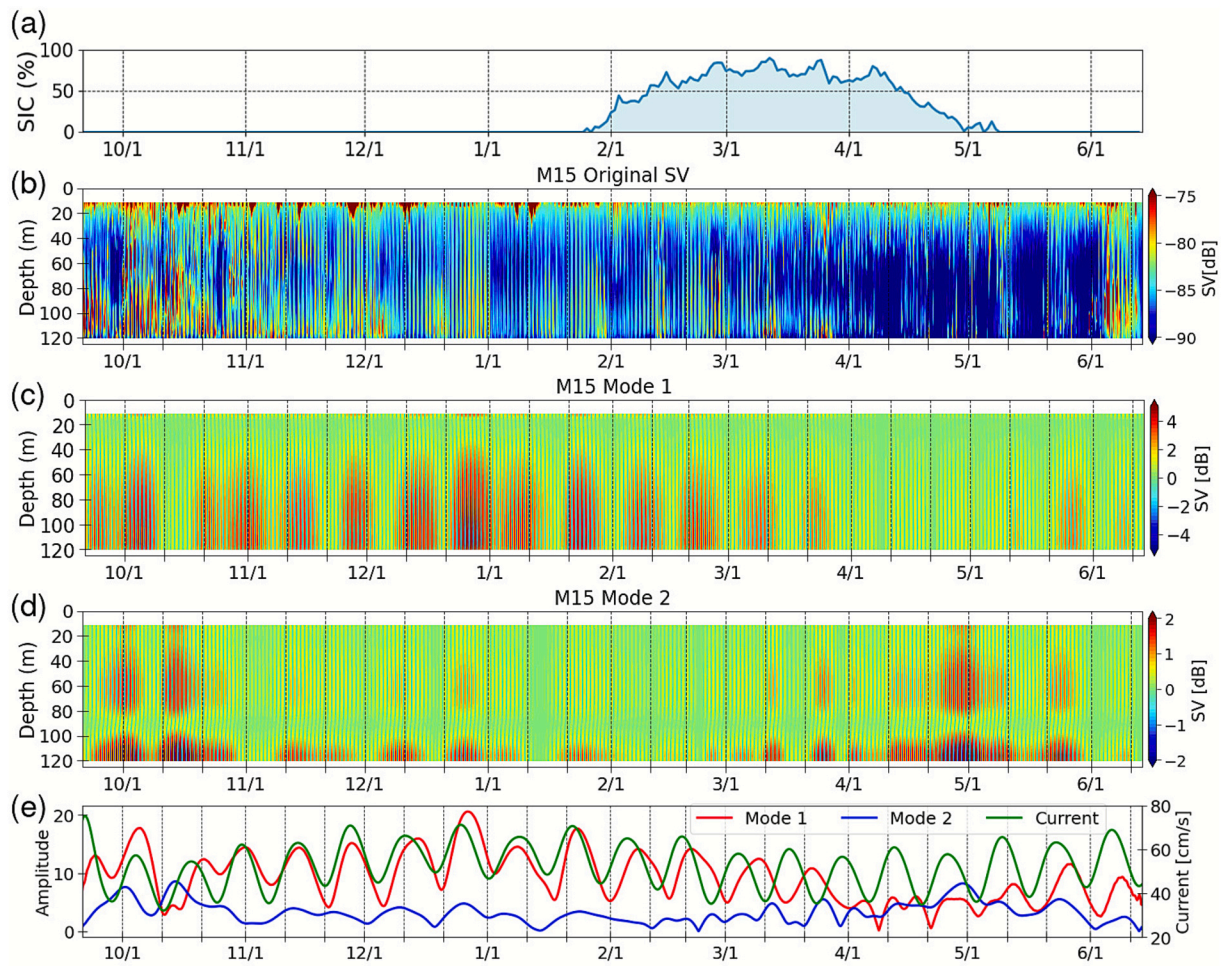 (a)
SIC (%)
100
50
0
10/1 11/1 12/1 1/1 2/1 3/1 4/1 5/1 6/1
(b)
M15 Original SV
Depth (m)
0
20
40
60
80
100
120
−75
−80
−85
−90
SV[dB]
10/1 11/1 12/1 1/1 2/1 3/1 4/1 5/1 6/1
(c)
M15 Mode 1
Depth (m)
0
20
40
60
80
100
120
4
2
0
−2
−4
SV [dB]
10/1 11/1 12/1 1/1 2/1 3/1 4/1 5/1 6/1
(d)
M15 Mode 2
Depth (m)
0
20
40
60
80
100
120
2
1
0
−1
−2
SV [dB]
10/1 11/1 12/1 1/1 2/1 3/1 4/1 5/1 6/1
(e)
Mode 1 Mode 2 Current
Amplitude
20
10
0
80
60
40
20
Current [cm/s]
10/1 11/1 12/1 1/1 2/1 3/1 4/1 5/1 6/1